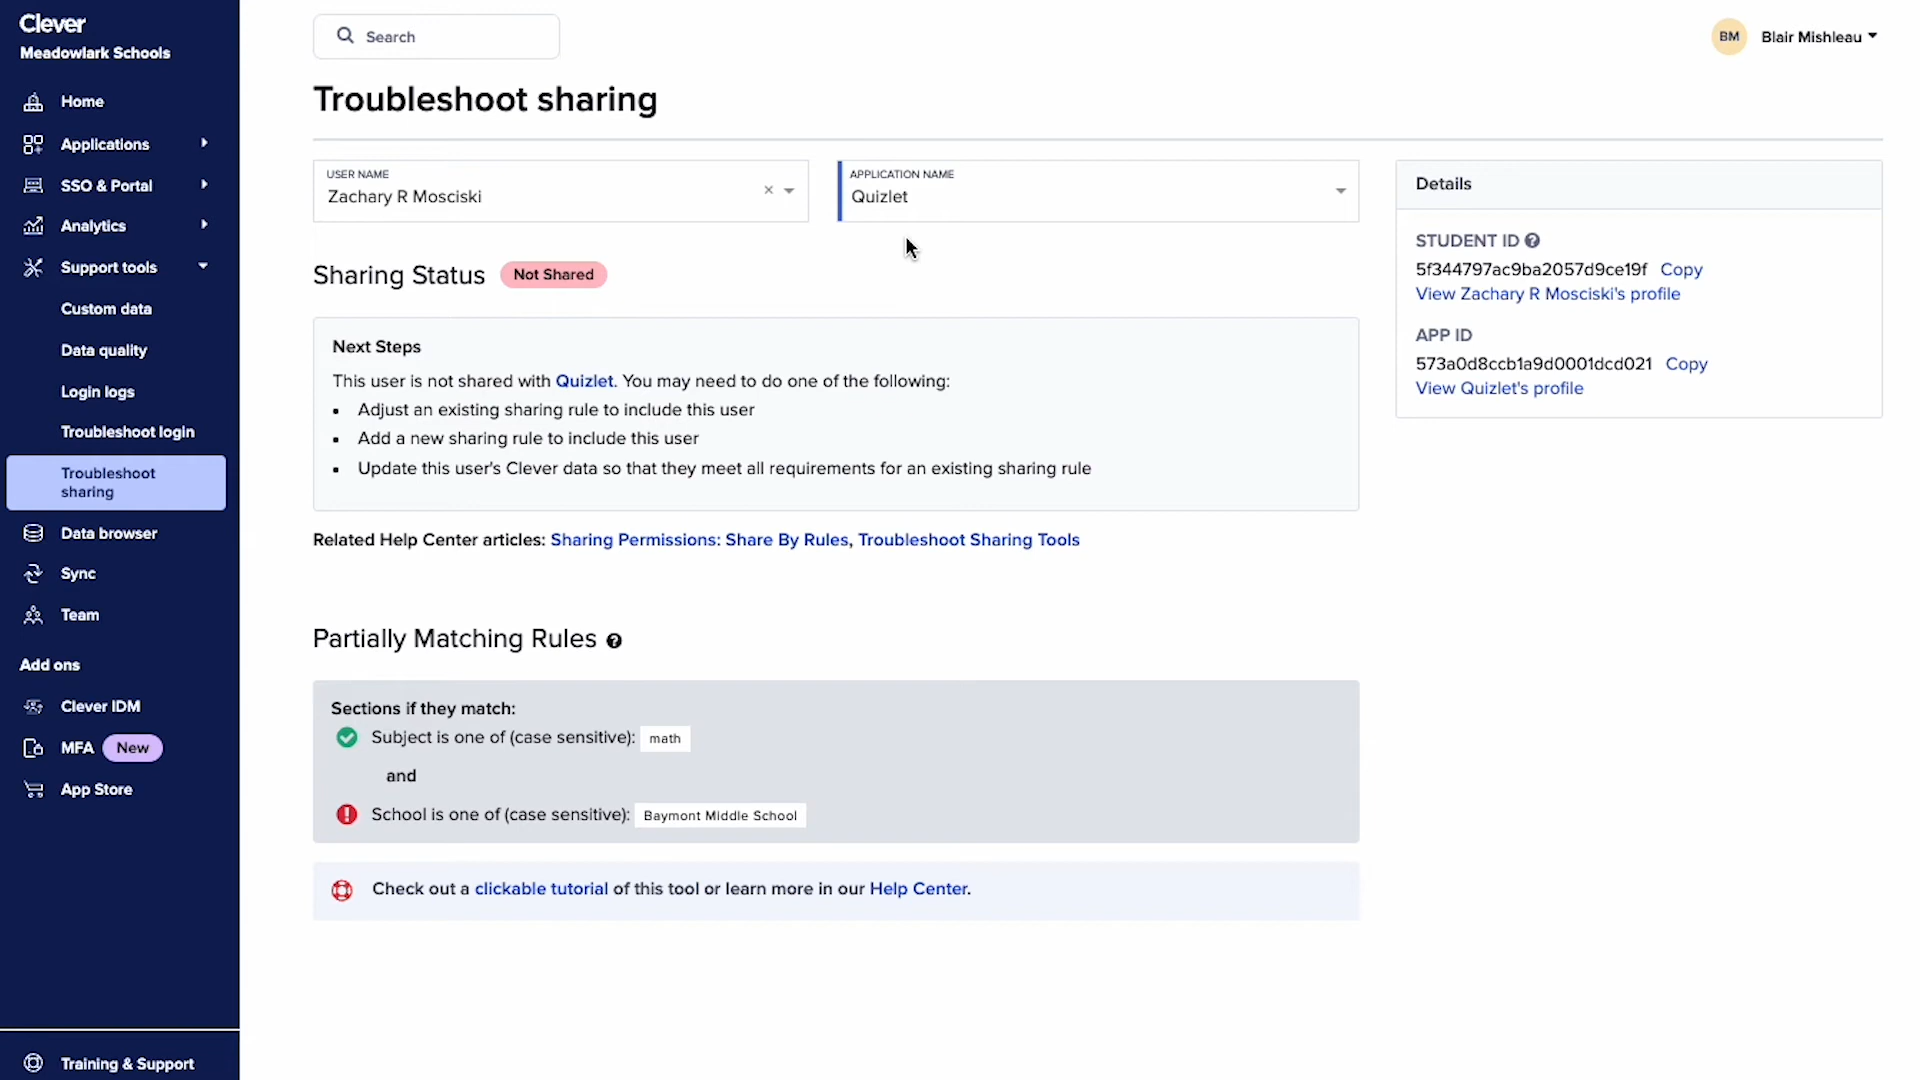 Clever
Meadowlark Schools
Home
Applications
SSO & Portal
Analytics
Support tools
Custom data
Data quality
Login logs
Troubleshoot login
Troubleshoot
sharing
Data browser
Sync
Team
Add ons
Clever IDM
MFA New
App Store
Training & Support
Search
BM Blair Mishleau
Troubleshoot sharing
USER NAME
Zachary R Mosciski
APPLICATION NAME
Quizlet
Sharing Status Not Shared
Next Steps
This user is not shared with Quizlet. You may need to do one of the following:
Adjust an existing sharing rule to include this user
Add a new sharing rule to include this user
Update this user's Clever data so that they meet all requirements for an existing sharing rule
Related Help Center articles: Sharing Permissions: Share By Rules, Troubleshoot Sharing Tools
Partially Matching Rules
Sections if they match:
Subject is one of (case sensitive): math
and
School is one of (case sensitive): Baymont Middle School
Check out a clickable tutorial of this tool or learn more in our Help Center.
Details
STUDENT ID
5f344797ac9ba2057d9ce19f Copy
View Zachary R Mosciski's profile
APP ID
573a0d8ccb1a9d0001dcd021 Copy
View Quizlet's profile